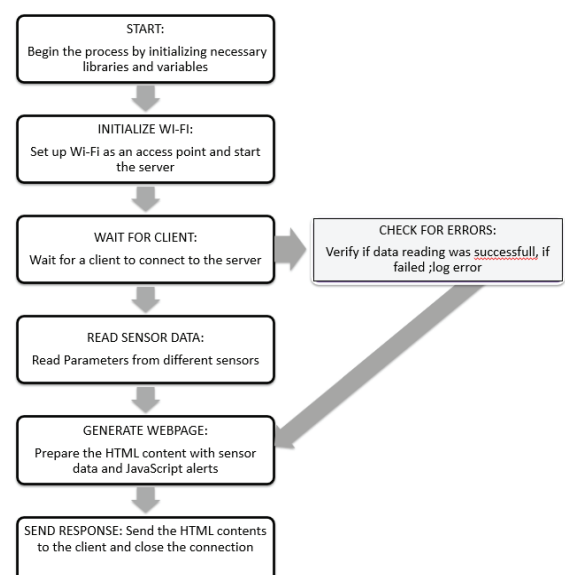 START:
Begin the process by initializing necessary
libraries and variables
INITIALIZE WI-FI:
Set up Wi-Fi as an access point and start
the server
WAIT FOR CLIENT:
Wait for a client to connect to the server
CHECK FOR ERRORS:
Verify if data reading was successfull, if
failed ;log error
READ SENSOR DATA:
Read Parameters from different sensors
GENERATE WEBPAGE:
Prepare the HTML content with sensor
data and JavaScript alerts
SEND RESPONSE: Send the HTML contents
to the client and close the connection